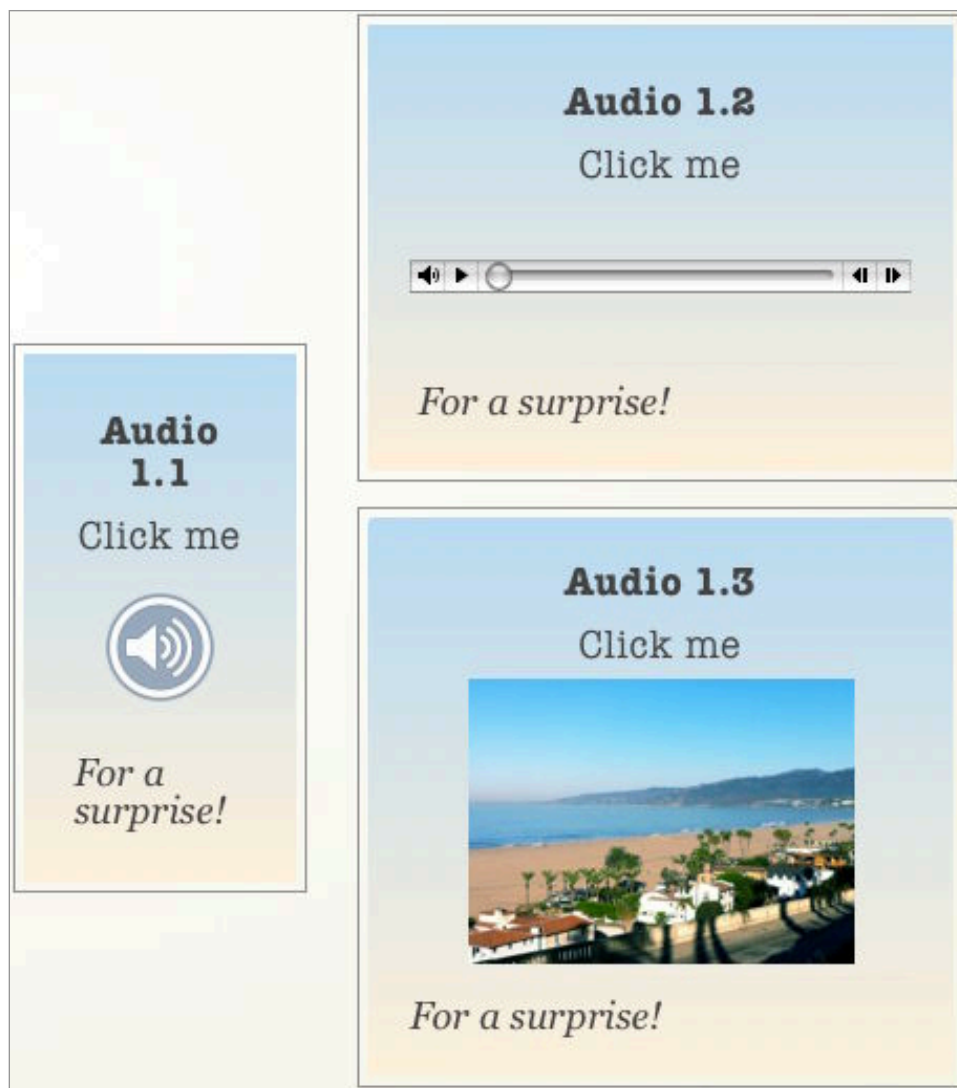 Audio
1.1
Click me
For a
surprise!
Audio 1.2
Click me
For a surprise!
Audio 1.3
Click me
For a surprise!